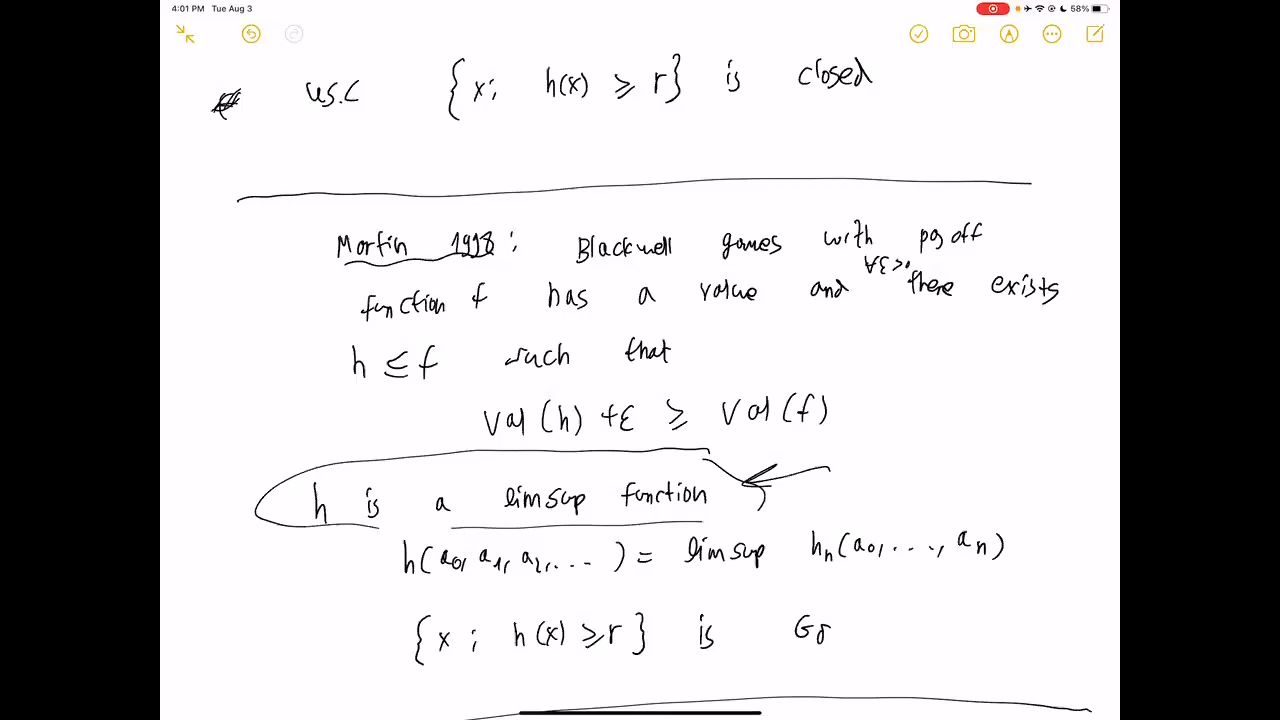 4:01 PM Tue Aug 3
58%
u.s.c {x; h(x) ≥ r} is closed
Martin 1998: Blackwell games with payoff
∀ε>0
function f has a value and there exists
h ≤ f such that
Val(h) +ε ≥ Val(f)
h is a limsup function
h(a0, a1, a2, ... ) = limsup hn(a0, ..., an)
{x ; h(x) ≥ r} is Gδ